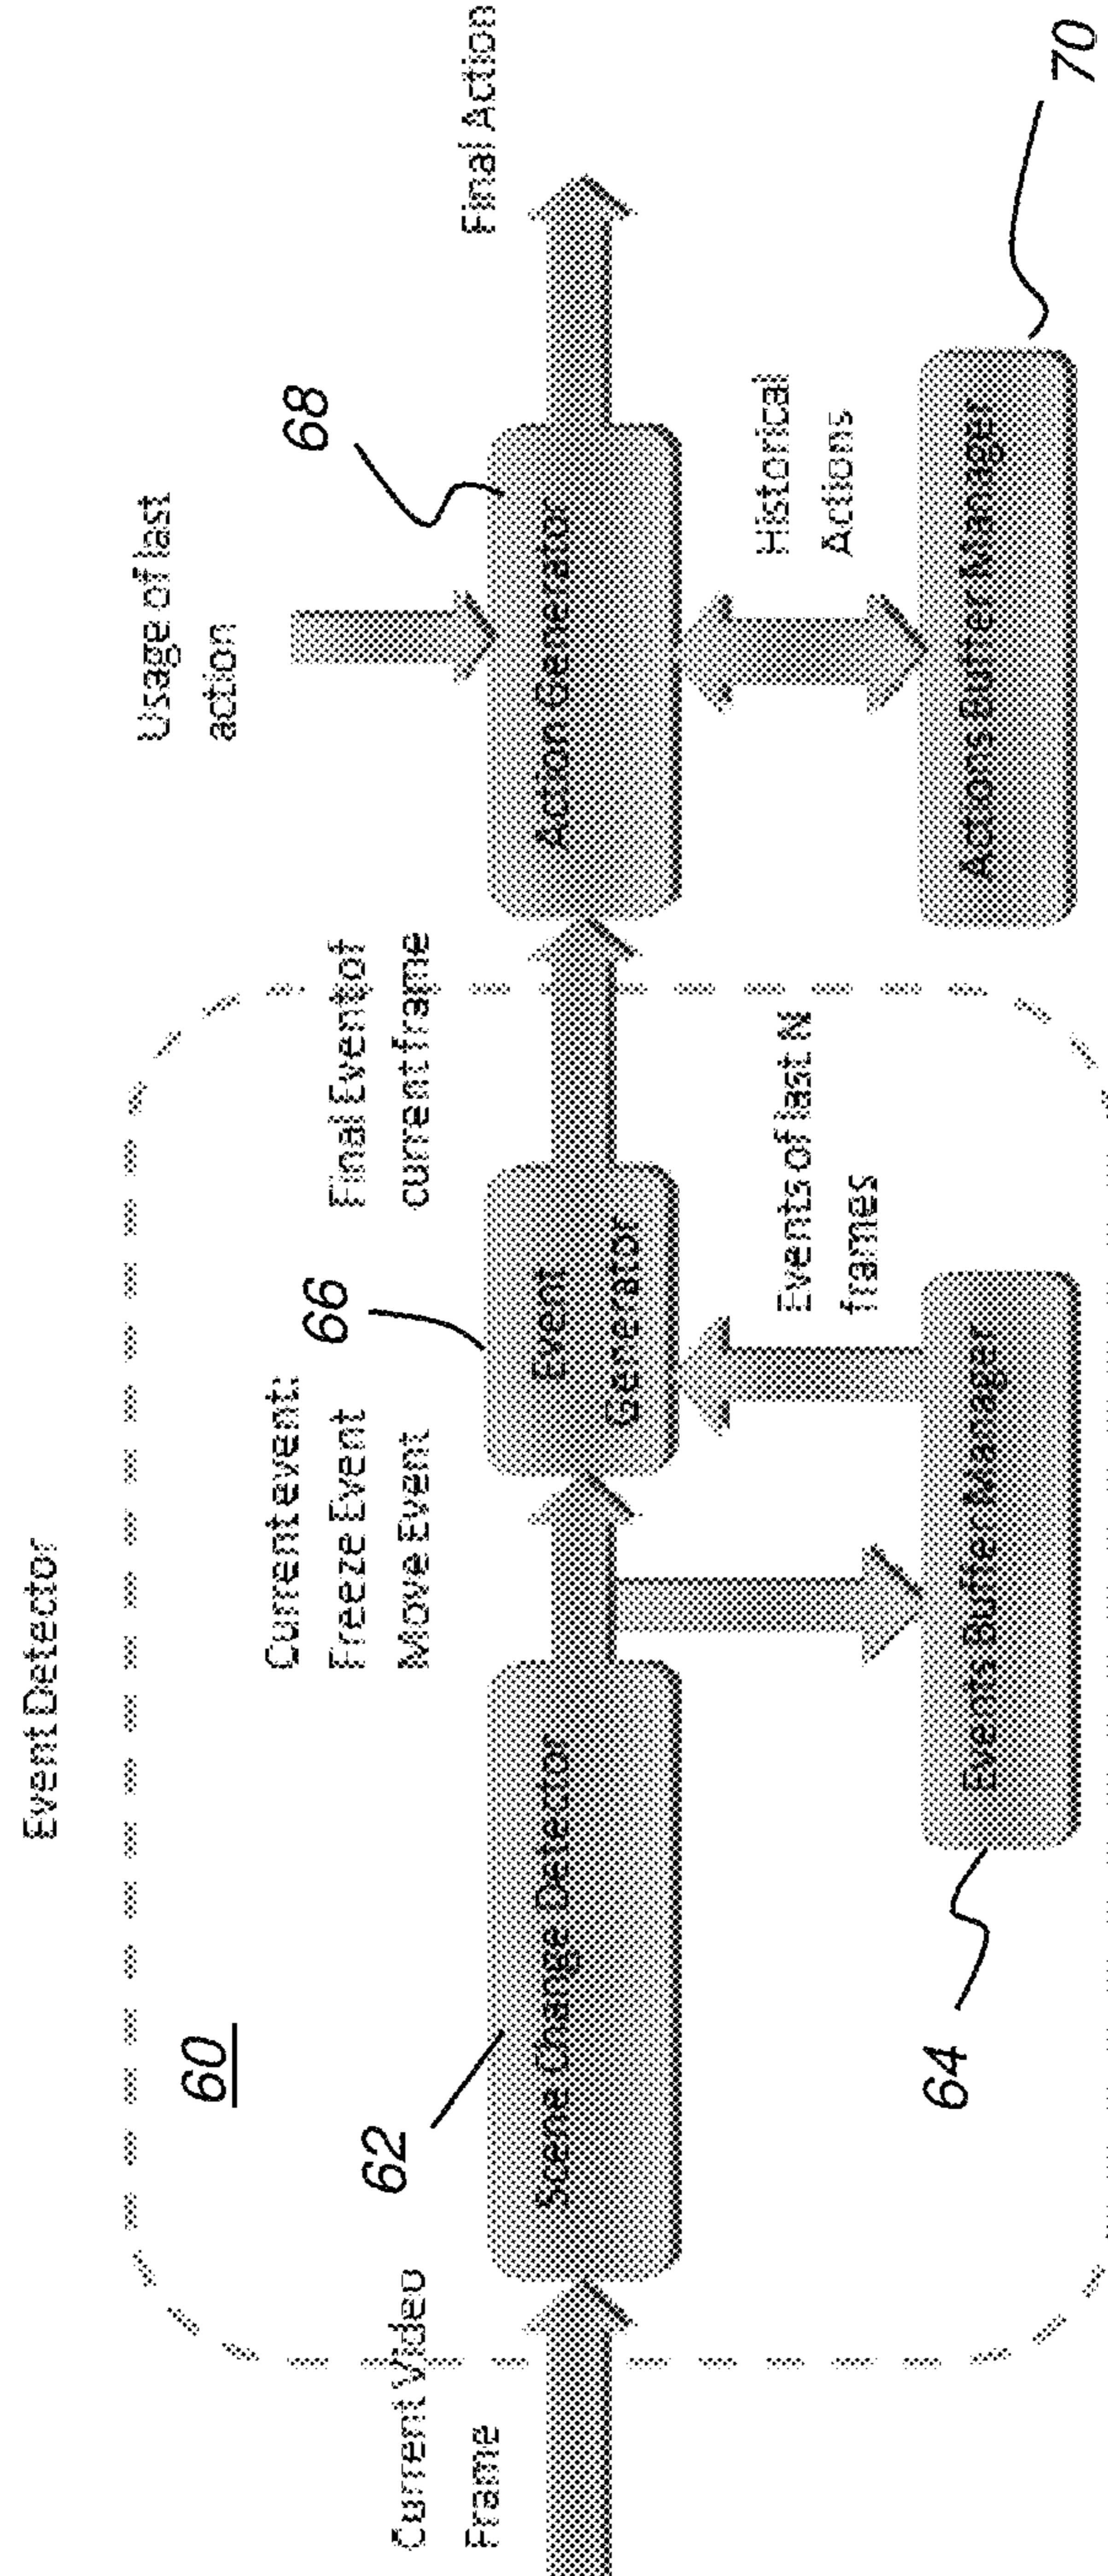 Event Detector
60
Current Video
Frame
62
Scene Change Detector
Current event:
Freeze Event
Move Event
66
Event
Generator
Final Event of
current frame
Events of last N
frames
64
Events Buffer Manager
Usage of last
action
68
Action Generator
Historical
Actions
Actions Buffer Manager
70
Final Action